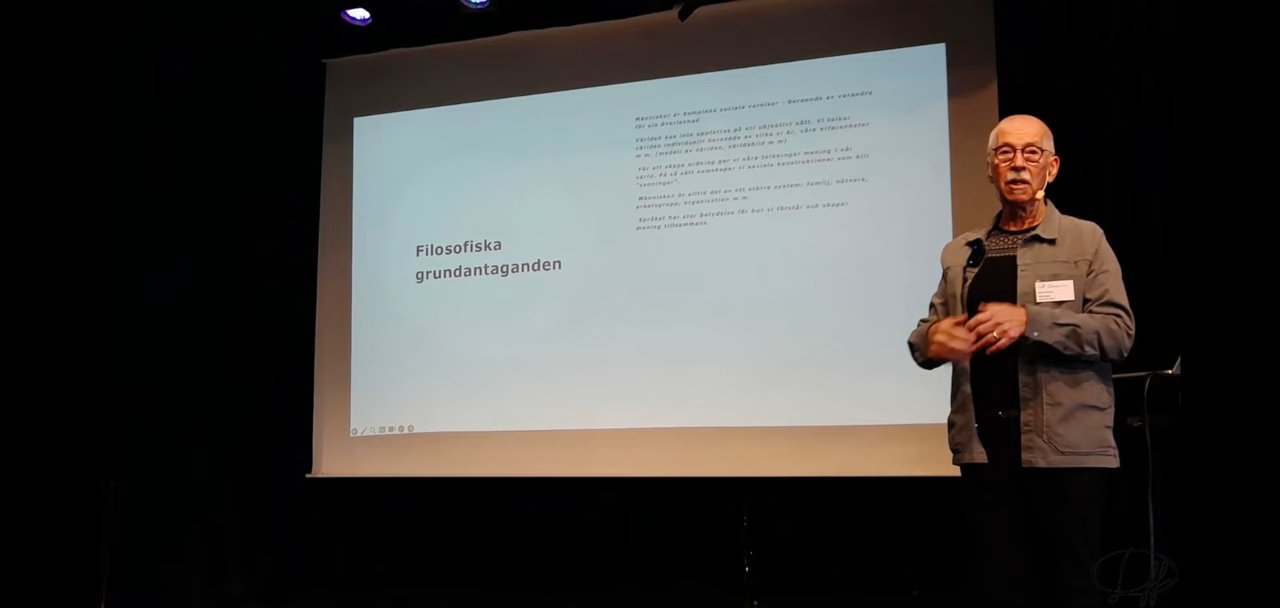 Filosofiska
grundantaganden
Människor är komplexa sociala varelser - beroende av varandra
för sin överlevnad
Världen kan inte uppfattas på ett objektivt sätt. Vi tolkar
världen individuellt beroende av vilka vi är, våra erfarenheter
m m. (modell av världen, världsbild m m)
För att skapa ordning ger vi våra tolkningar mening i vår
värld. På så sätt samskapar vi sociala konstruktioner som blir
"sanningar".
Människan är alltid del av ett större system: familj, nätverk,
arbetsgrupp, organisation m m.
Språket har stor betydelse för hur vi förstår och skapar
mening tillsammans